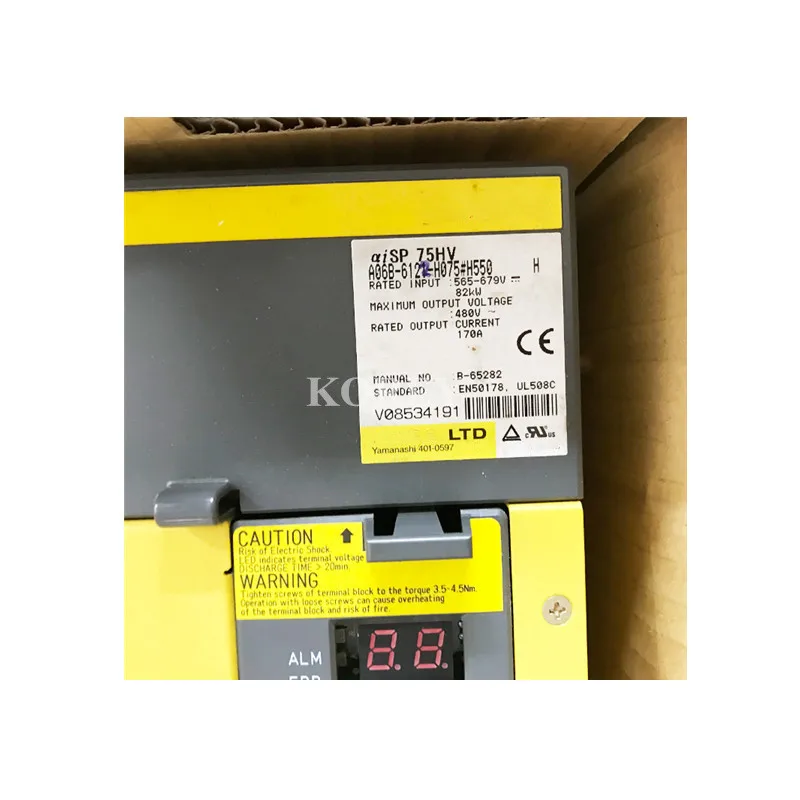 αiSP 75HV
A06B-6122-H075#H550 H
RATED INPUT :565-679V
82kW
MAXIMUM OUTPUT VOLTAGE
:480V ~
RATED OUTPUT CURRENT
170A
MANUAL NO. :B-65282
STANDARD :EN50178, UL508C
CE
V08534191
LTD
Yamanashi 401-0597
CAUTION
Risk of Electric Shock.
LED indicates terminal voltage
DISCHARGE TIME > 20min.
WARNING
Tighten screws of terminal block to the torque 3.5-4.5Nm.
Operation with loose screws can cause overheating
of the terminal block and risk of fire.
ALM
8.8.